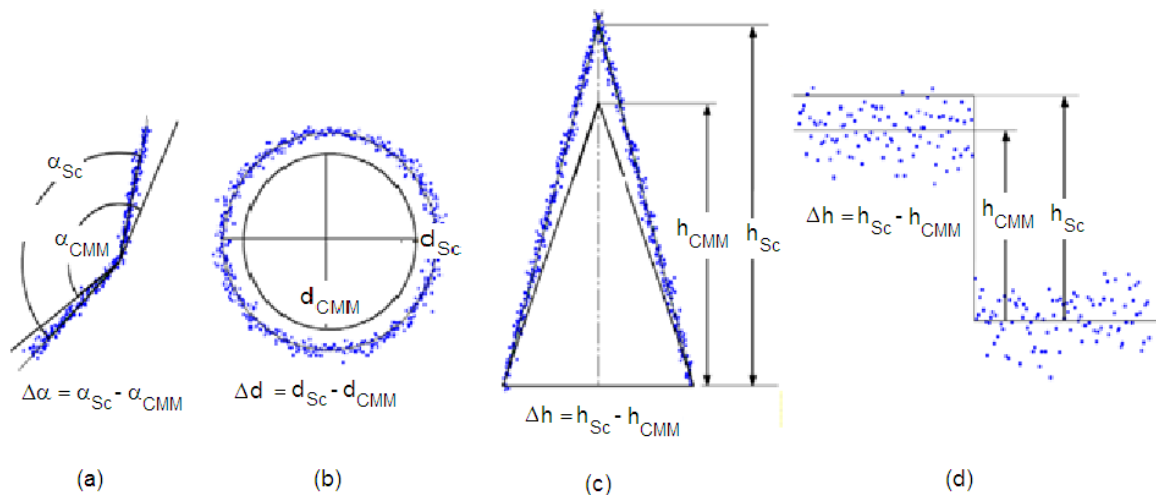 α_Sc
α_CMM
Δα = α_Sc - α_CMM
(a)
d_Sc
d_CMM
Δd = d_Sc - d_CMM
(b)
h_CMM
h_Sc
Δh = h_Sc - h_CMM
(c)
Δh = h_Sc - h_CMM
h_CMM
h_Sc
(d)